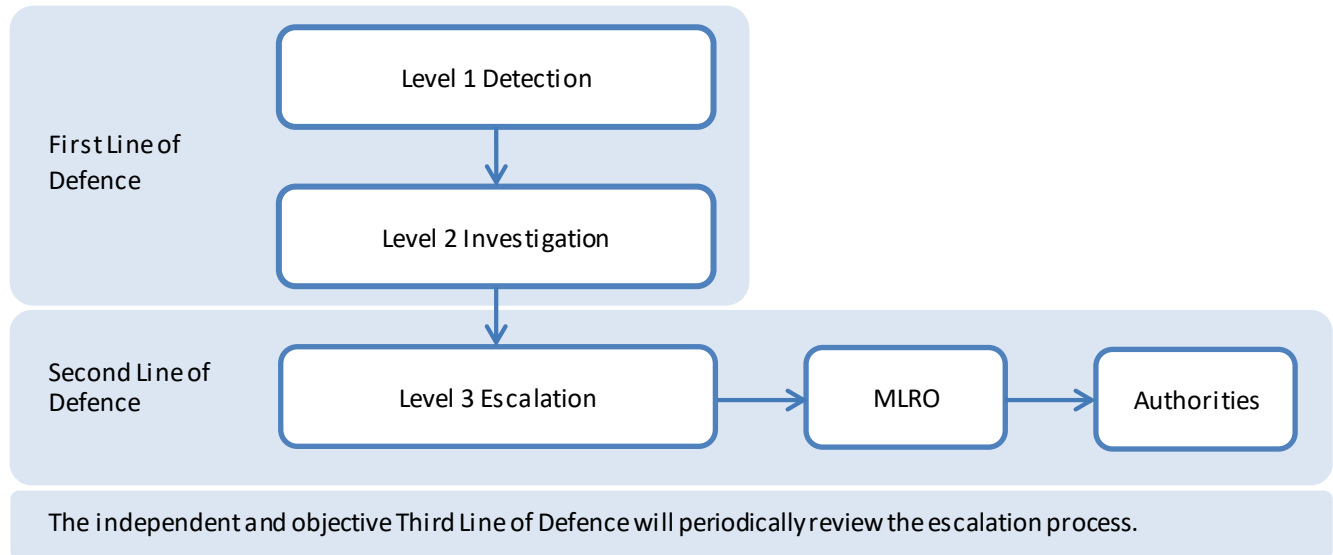 Level 1 Detection
First Line of
Defence
Level 2 Investigation
Second Line of
Defence
Level 3 Escalation
MLRO
Authorities
The independent and objective Third Line of Defence will periodically review the escalation process.